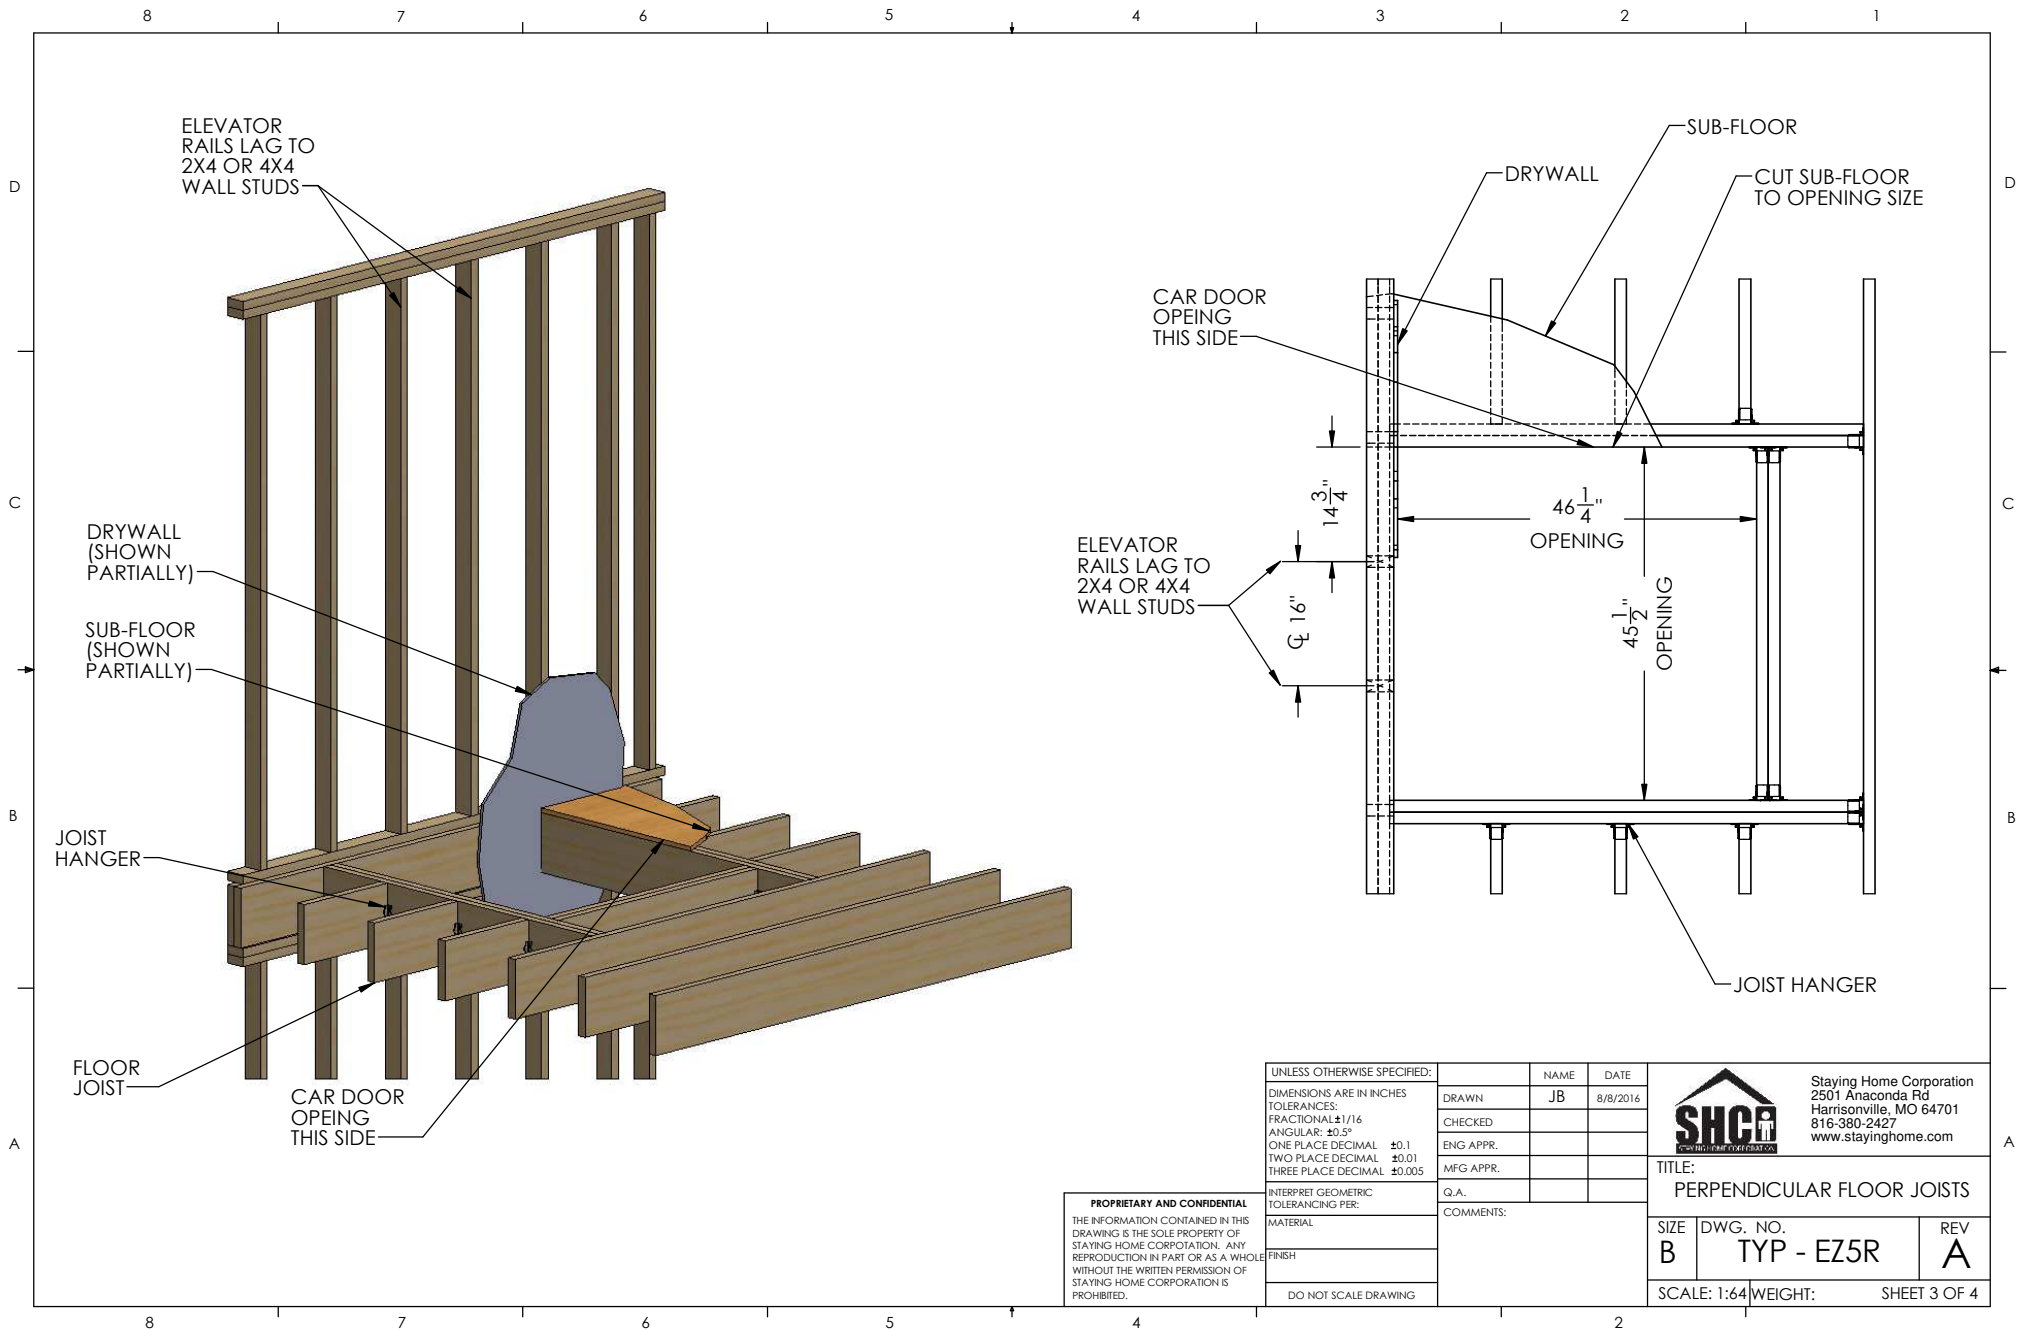 8 7 6 5 4 3 2 1
D
C
B
A
ELEVATOR
RAILS LAG TO
2X4 OR 4X4
WALL STUDS
DRYWALL
(SHOWN
PARTIALLY)
SUB-FLOOR
(SHOWN
PARTIALLY)
JOIST
HANGER
FLOOR
JOIST
CAR DOOR
OPEING
THIS SIDE
SUB-FLOOR
DRYWALL
CUT SUB-FLOOR
TO OPENING SIZE
CAR DOOR
OPEING
THIS SIDE
14 3/4"
46 1/4"
OPENING
ELEVATOR
RAILS LAG TO
2X4 OR 4X4
WALL STUDS
℄ 16"
45 1/2"
OPENING
JOIST HANGER
D
C
B
A
PROPRIETARY AND CONFIDENTIAL
THE INFORMATION CONTAINED IN THIS
DRAWING IS THE SOLE PROPERTY OF
STAYING HOME CORPOTATION. ANY
REPRODUCTION IN PART OR AS A WHOLE
WITHOUT THE WRITTEN PERMISSION OF
STAYING HOME CORPORATION IS
PROHIBITED.
UNLESS OTHERWISE SPECIFIED:
DIMENSIONS ARE IN INCHES
TOLERANCES:
FRACTIONAL±1/16
ANGULAR: ±0.5°
ONE PLACE DECIMAL ±0.1
TWO PLACE DECIMAL ±0.01
THREE PLACE DECIMAL ±0.005
INTERPRET GEOMETRIC
TOLERANCING PER:
MATERIAL
FINISH
DO NOT SCALE DRAWING
NAME DATE
DRAWN JB 8/8/2016
CHECKED
ENG APPR.
MFG APPR.
Q.A.
COMMENTS:
SHC
STAYING HOME CORPORATION
Staying Home Corporation
2501 Anaconda Rd
Harrisonville, MO 64701
816-380-2427
www.stayinghome.com
TITLE:
PERPENDICULAR FLOOR JOISTS
SIZE DWG. NO. REV
B TYP - EZ5R A
SCALE: 1:64 WEIGHT: SHEET 3 OF 4
8 7 6 5 4 2